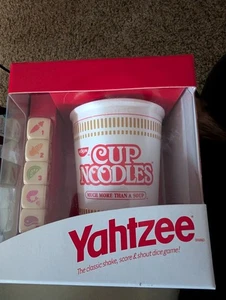 NISSIN
CUP
NOODLES
MUCH MORE THAN A SOUP
Yahtzee
The classic shake, score & shout dice game!